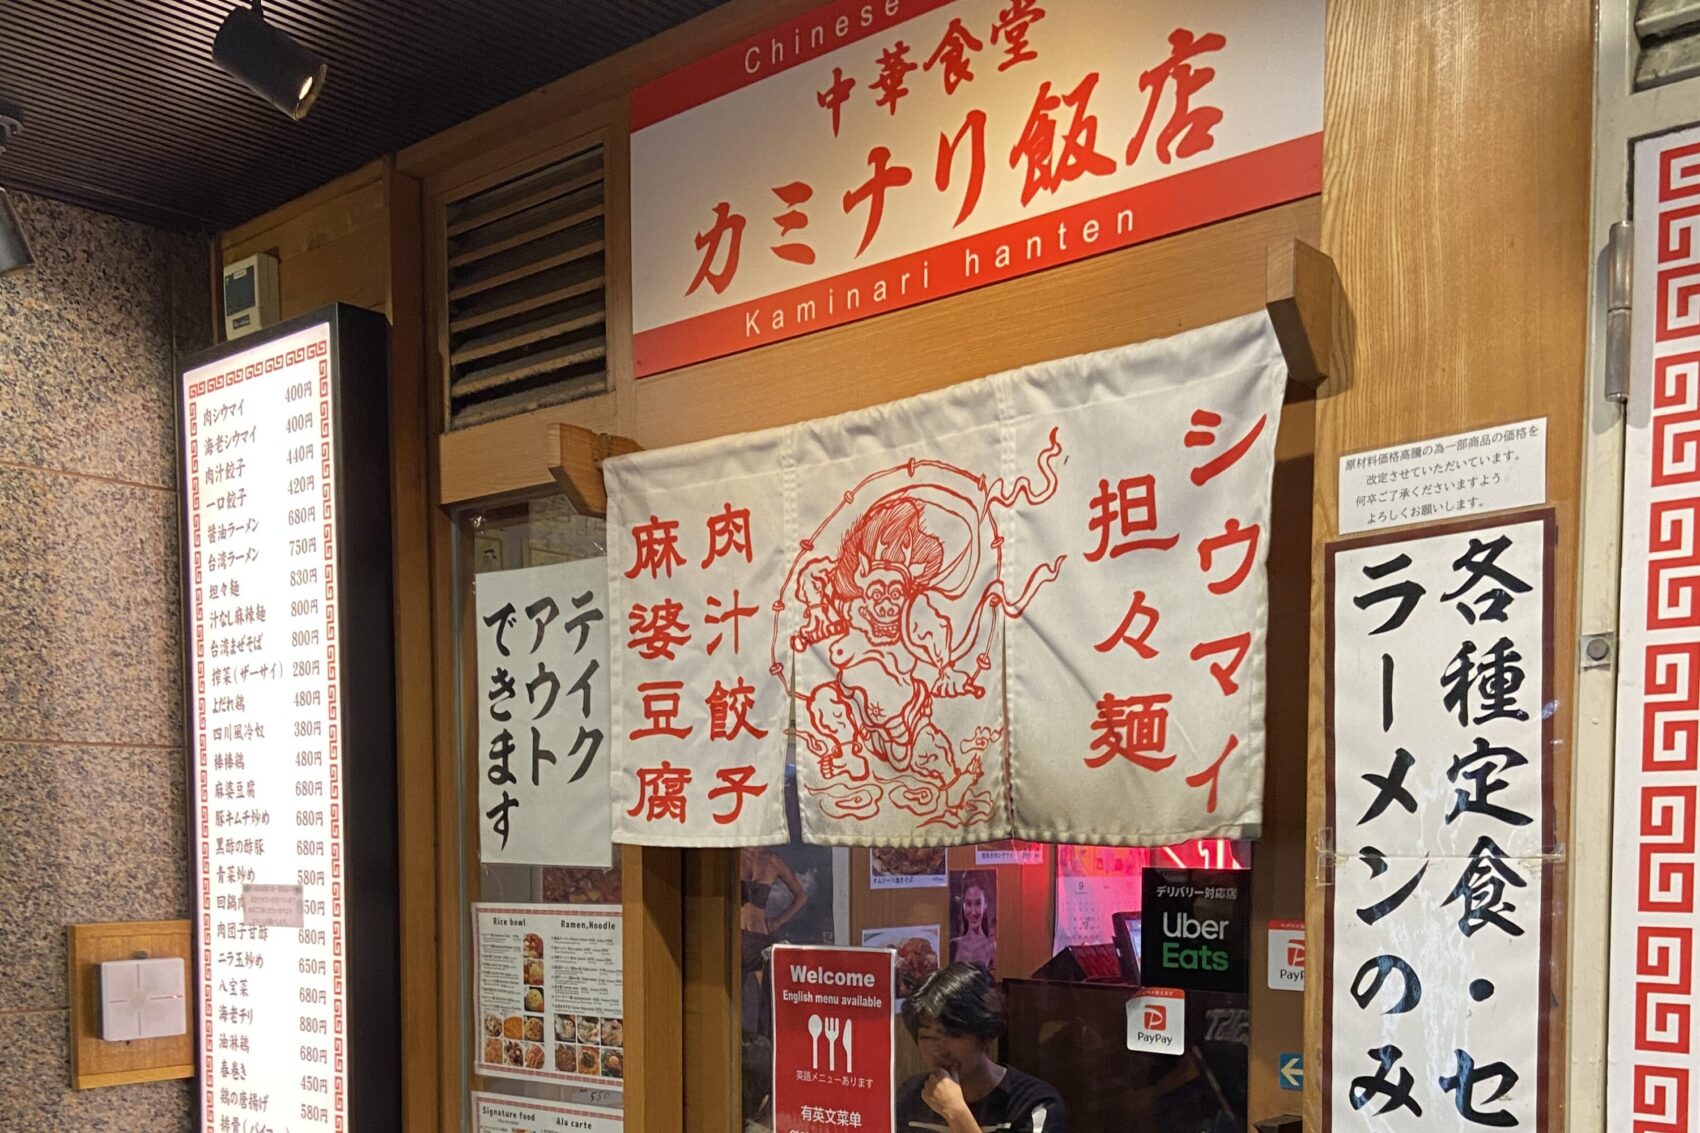 Chinese
中華食堂
カミナリ飯店
Kaminari hanten
肉シウマイ 400円
海老シウマイ 400円
肉汁餃子 440円
一口餃子 420円
醤油ラーメン 680円
台湾ラーメン 750円
担々麺 830円
汁なし麻辣麺 800円
台湾まぜそば 800円
搾菜(ザーサイ) 280円
よだれ鶏 480円
四川風冷奴 380円
棒棒鶏 480円
麻婆豆腐 680円
豚キムチ炒め 680円
黒酢の酢豚 680円
青菜炒め 580円
回鍋肉
肉団子甘酢 680円
ニラ玉炒め 650円
八宝菜 680円
海老チリ 880円
油淋鶏 680円
春巻き 450円
鶏の唐揚げ 580円
テイク
アウト
できます
シウマイ
担々麺
肉汁餃子
麻婆豆腐
原材料価格高騰の為一部商品の価格を
改定させていただいています。
何卒ご了承くださいますよう
よろしくお願いします。
各種定食・セ
ラーメンのみ
Rice bowl
Ramen,Noodle
Signature food
Ala carte
Welcome
English menu available
英語メニューあります
有英文菜单
デリバリー対応店
Uber
Eats
PayPay
9